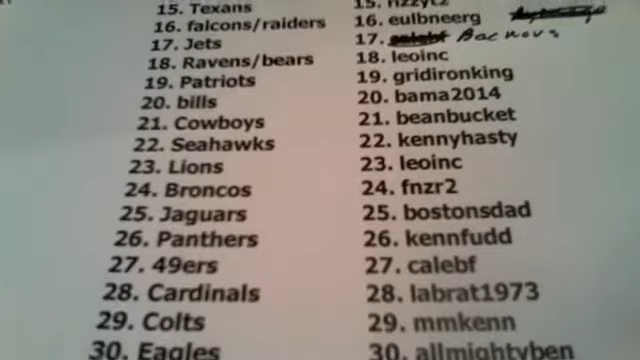 15. Texans
16. falcons/raiders
17. Jets
18. Ravens/bears
19. Patriots
20. bills
21. Cowboys
22. Seahawks
23. Lions
24. Broncos
25. Jaguars
26. Panthers
27. 49ers
28. Cardinals
29. Colts
30. Eagles
15.
16. eulbneerg
17. calebf
18. leoinc
19. gridironking
20. bama2014
21. beanbucket
22. kennyhasty
23. leoinc
24. fnzr2
25. bostonsdad
26. kennfudd
27. calebf
28. labrat1973
29. mmkenn
30. allmightyben